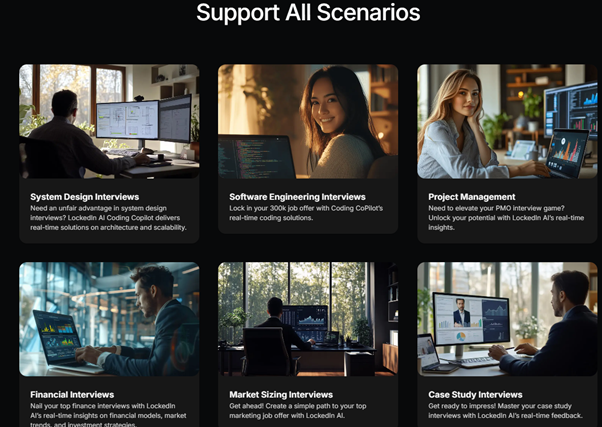 Support All Scenarios
System Design Interviews
Need an unfair advantage in system design
interviews? LockedIn AI Coding Copilot delivers
real-time solutions on architecture and scalability.
Software Engineering Interviews
Lock in your 300k job offer with Coding CoPilot's
real-time coding solutions.
Project Management
Need to elevate your PMO interview game?
Unlock your potential with LockedIn AI's real-time
insights.
Financial Interviews
Nail your top finance interviews with LockedIn
AI's real-time insights on financial models, market
trends, and investment strategies.
Market Sizing Interviews
Get ahead! Create a simple path to your top
marketing job offer with LockedIn AI.
Case Study Interviews
Get ready to impress! Master your case study
interviews with LockedIn AI's real-time feedback.